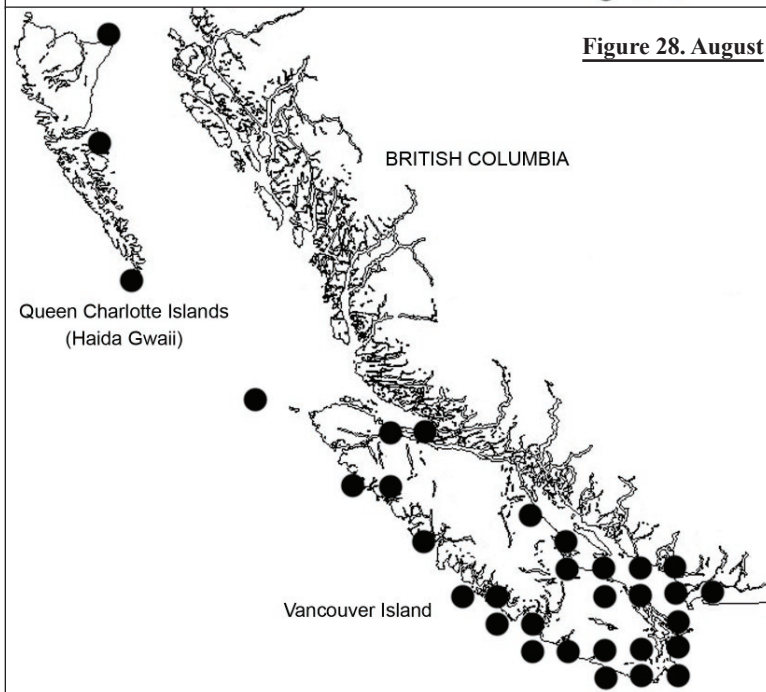 Figure 28. August
BRITISH COLUMBIA
Queen Charlotte Islands
(Haida Gwaii)
Vancouver Island